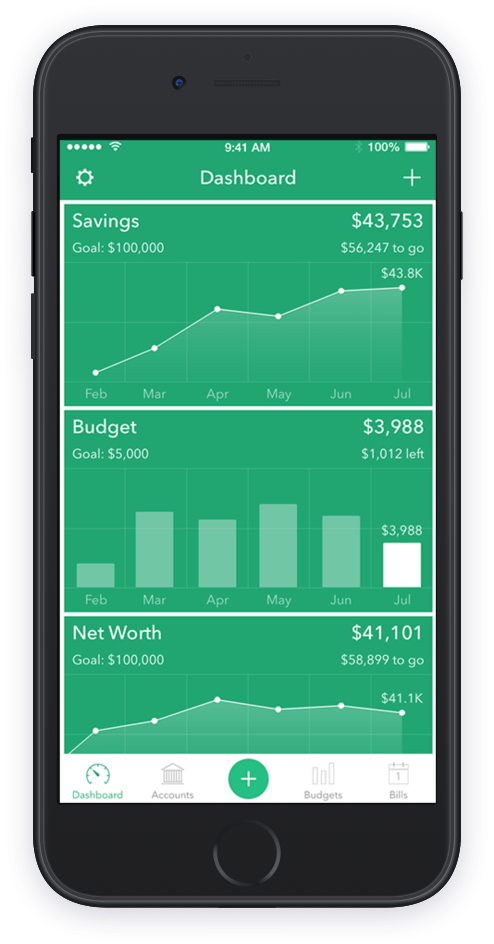 9:41 AM 100%
Dashboard
Savings $43,753
Goal: $100,000 $56,247 to go
$43.8K
Feb Mar Apr May Jun Jul
Budget $3,988
Goal: $5,000 $1,012 left
$3,988
Feb Mar Apr May Jun Jul
Net Worth $41,101
Goal: $100,000 $58,899 to go
$41.1K
1
Dashboard Accounts Budgets Bills